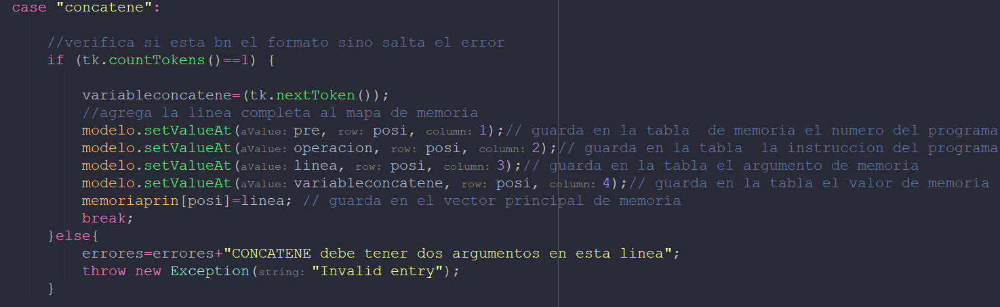 case "concatene":
//verifica si esta bn el formato sino salta el error
if (tk.countTokens()==1) {
variableconcatene=(tk.nextToken());
//agrega la linea completa al mapa de memoria
modelo.setValueAt(aValue: pre, row: posi, column: 1);// guarda en la tabla  de memoria el numero del programa
modelo.setValueAt(aValue: operacion, row: posi, column: 2);// guarda en la tabla  la instruccion del programa
modelo.setValueAt(aValue: linea, row: posi, column: 3);// guarda en la tabla el argumento de memoria
modelo.setValueAt(aValue: variableconcatene, row: posi, column: 4);// guarda en la tabla el valor de memoria
memoriaprin[posi]=linea; // guarda en el vector principal de memoria
break;
}else{
errores=errores+"CONCATENE debe tener dos argumentos en esta linea";
throw new Exception(string: "Invalid entry");
}